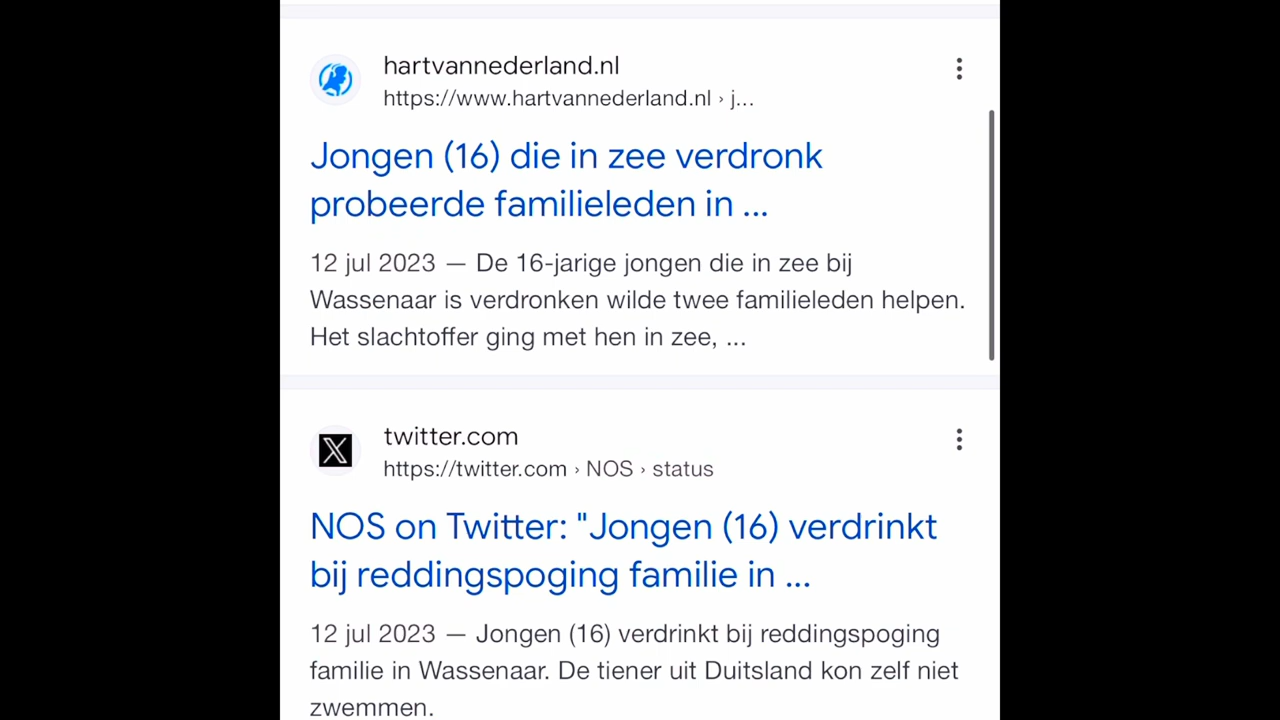 hartvannederland.nl
https://www.hartvannederland.nl › j...
Jongen (16) die in zee verdronk
probeerde familieleden in ...
12 jul 2023 — De 16-jarige jongen die in zee bij
Wassenaar is verdronken wilde twee familieleden helpen.
Het slachtoffer ging met hen in zee, ...
twitter.com
https://twitter.com › NOS › status
NOS on Twitter: "Jongen (16) verdrinkt
bij reddingspoging familie in ...
12 jul 2023 — Jongen (16) verdrinkt bij reddingspoging
familie in Wassenaar. De tiener uit Duitsland kon zelf niet
zwemmen.